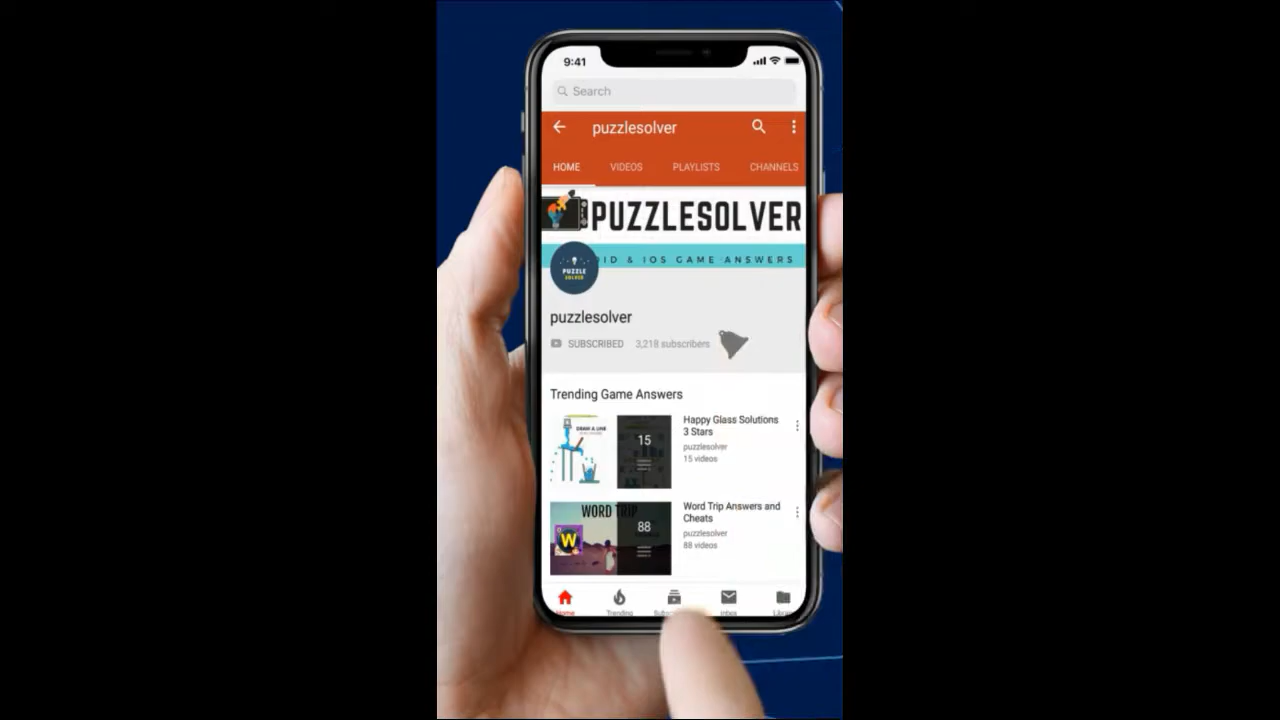 9:41
Search
puzzlesolver
HOME VIDEOS PLAYLISTS CHANNELS
PUZZLESOLVER
ID & IOS GAME ANSWERS
PUZZLE
SOLVER
puzzlesolver
SUBSCRIBED 3,218 subscribers
Trending Game Answers
DRAW A LINE
15
Happy Glass Solutions
3 Stars
puzzlesolver
15 videos
WORD TRIP
W
88
Word Trip Answers and
Cheats
puzzlesolver
88 videos
Home Trending Inbox